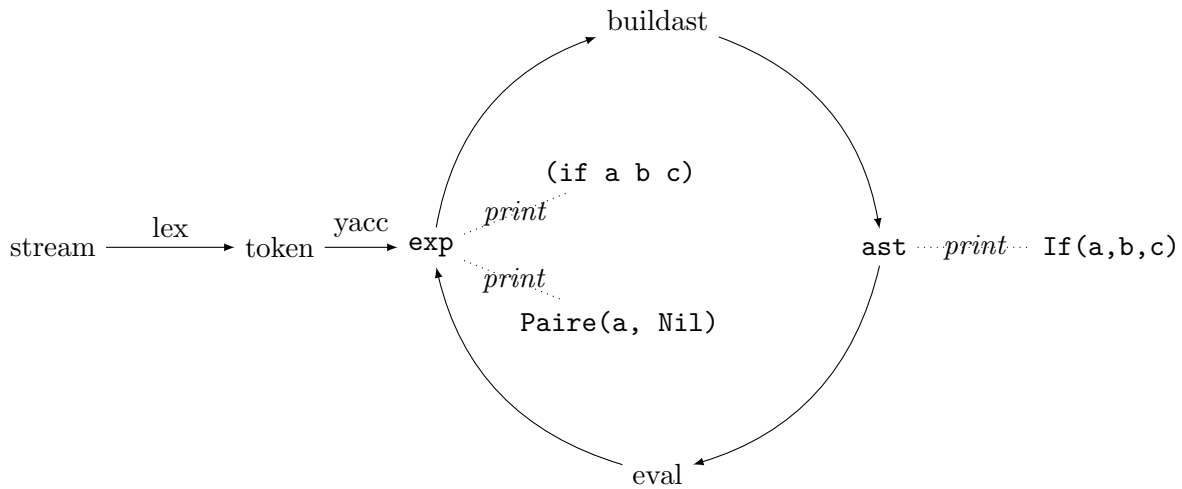 buildast
(if a b c)
print
stream
lex
token
yacc
exp
ast
print
If(a,b,c)
print
Paire(a, Nil)
eval